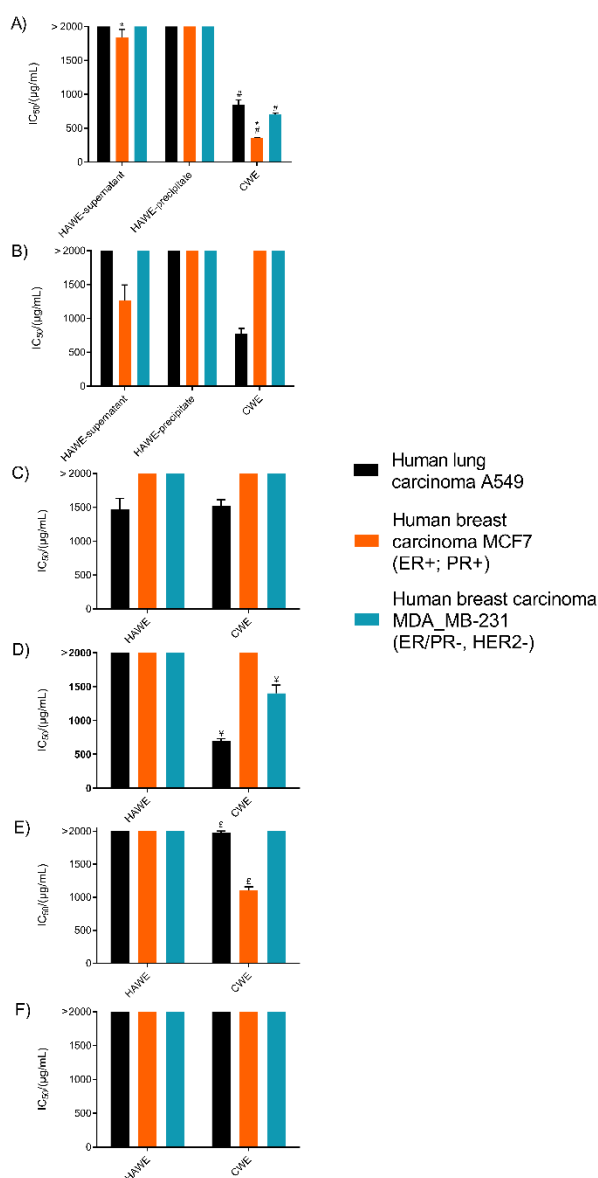 A)
IC50/(µg/mL)
> 2000
1500
1000
500
0
*
#
*
#
#
HAWE-supernatant
HAWE-precipitate
CWE
B)
IC50/(µg/mL)
> 2000
1500
1000
500
0
HAWE-supernatant
HAWE-precipitate
CWE
C)
IC50/(µg/mL)
> 2000
1500
1000
500
0
HAWE
CWE
Human lung
carcinoma A549
Human breast
carcinoma MCF7
(ER+; PR+)
Human breast carcinoma
MDA_MB-231
(ER/PR-, HER2-)
D)
IC50/(µg/mL)
>2000
1500
1000
500
0
¥
¥
HAWE
CWE
E)
IC50/(µg/mL)
> 2000
1500
1000
500
0
£
£
HAWE
CWE
F)
IC50/(µg/mL)
> 2000
1500
1000
500
0
HAWE
CWE